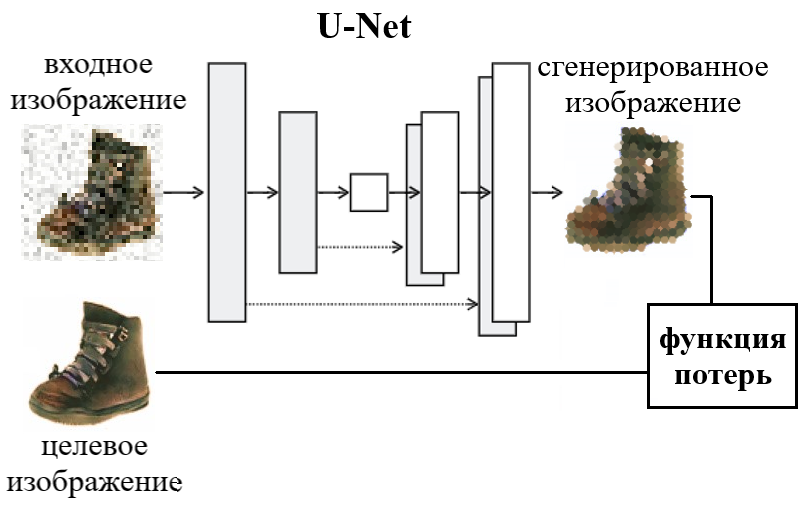 U-Net
входное
изображение
сгенерированное
изображение
функция
потерь
целевое
изображение